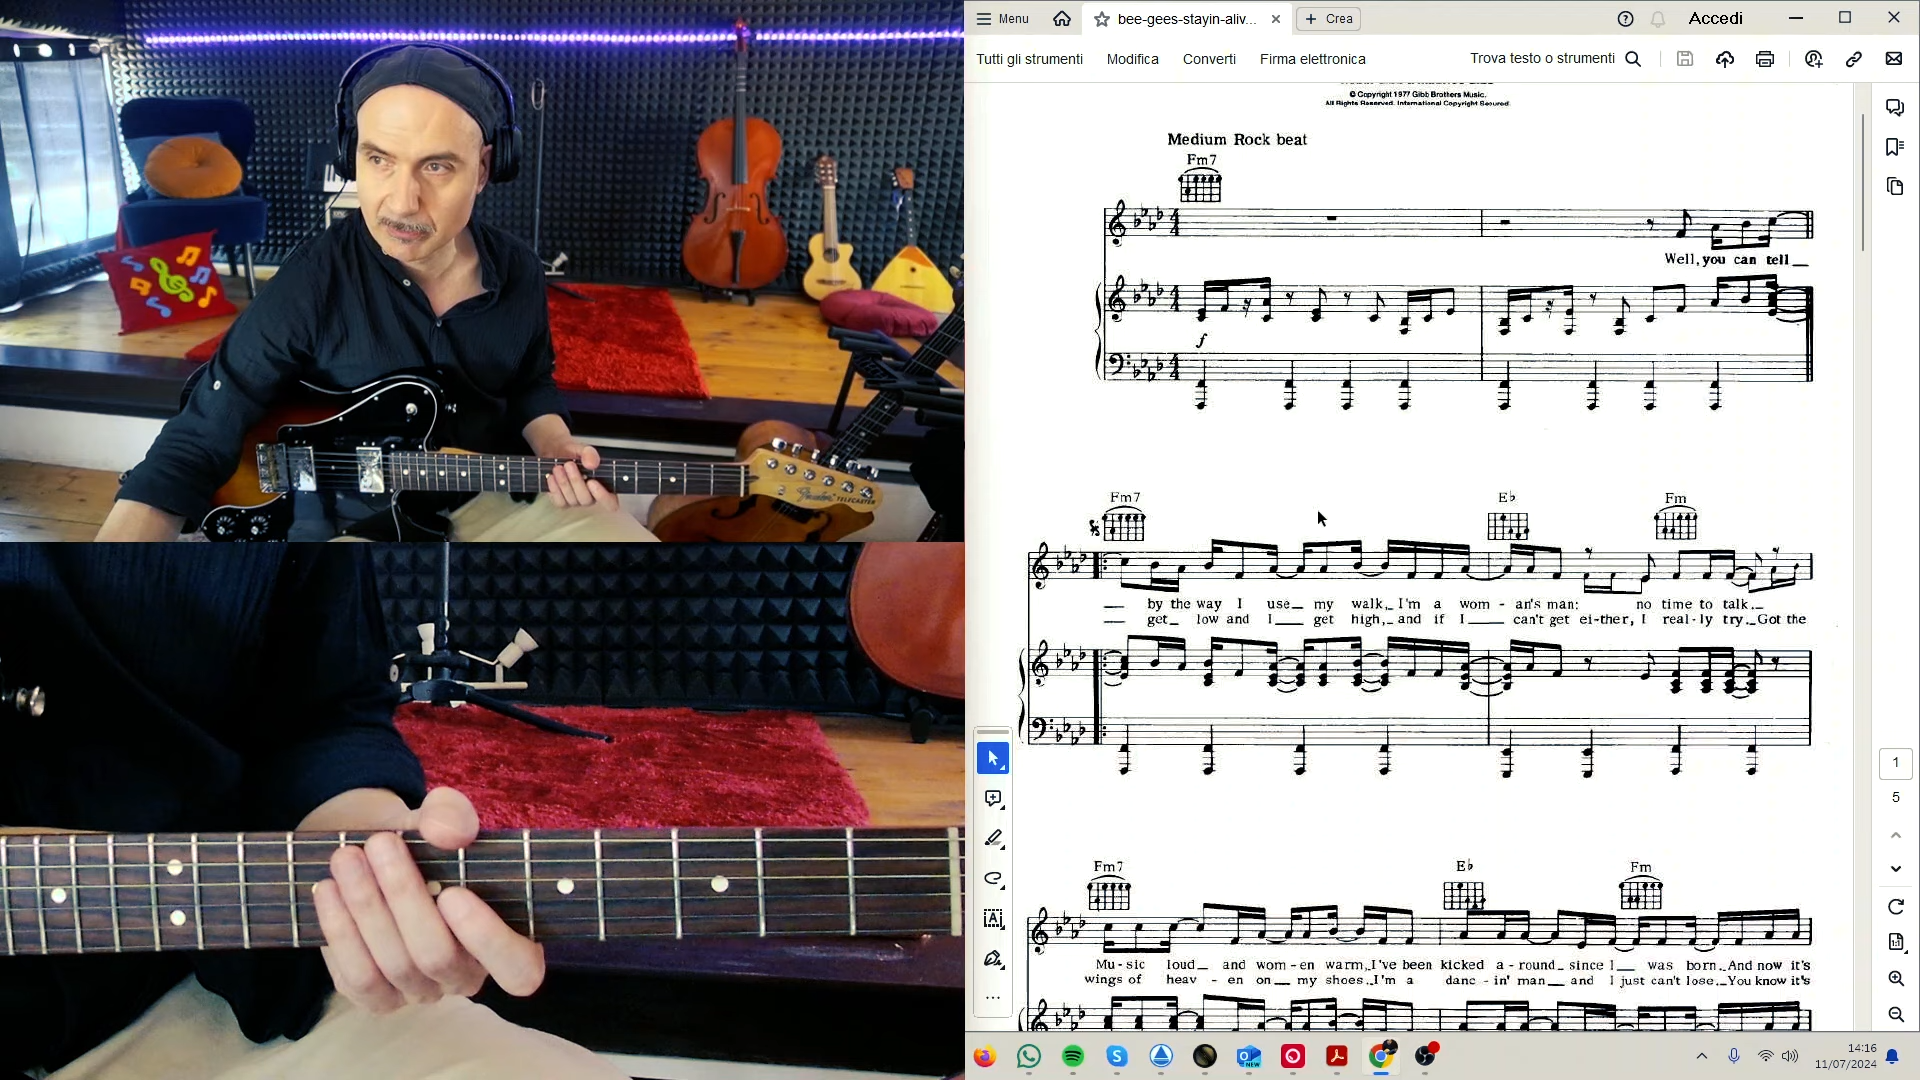 Menu
bee-gees-stayin-aliv...
Crea
Accedi
Tutti gli strumenti
Modifica
Converti
Firma elettronica
Trova testo o strumenti
© Copyright 1977 Gibb Brothers Music.
All Rights Reserved. International Copyright Secured.
Medium Rock beat
Fm7
Well, you can tell
f
Fm7 E♭ Fm
by the way I use my walk, I'm a wom - an's man: no time to talk.
get low and I get high, and if I can't get ei-ther, I real-ly try. Got the
Fm7 E♭ Fm
Mu-sic loud and wom-en warm, I've been kicked a-round since I was born. And now it's
wings of heav - en on my shoes. I'm a danc-in' man and I just can't lose. You know it's
1
5
14:16
11/07/2024
Fender
TELECASTER
NEW